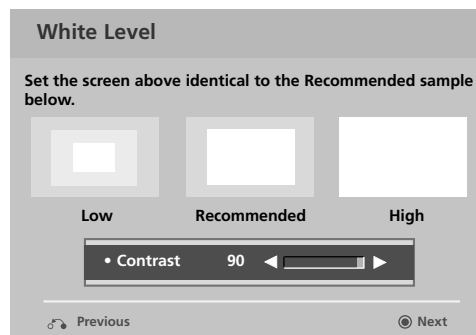 White Level
Set the screen above identical to the Recommended sample
below.
Low Recommended High
• Contrast 90 ◀ ▶
Previous ◉ Next